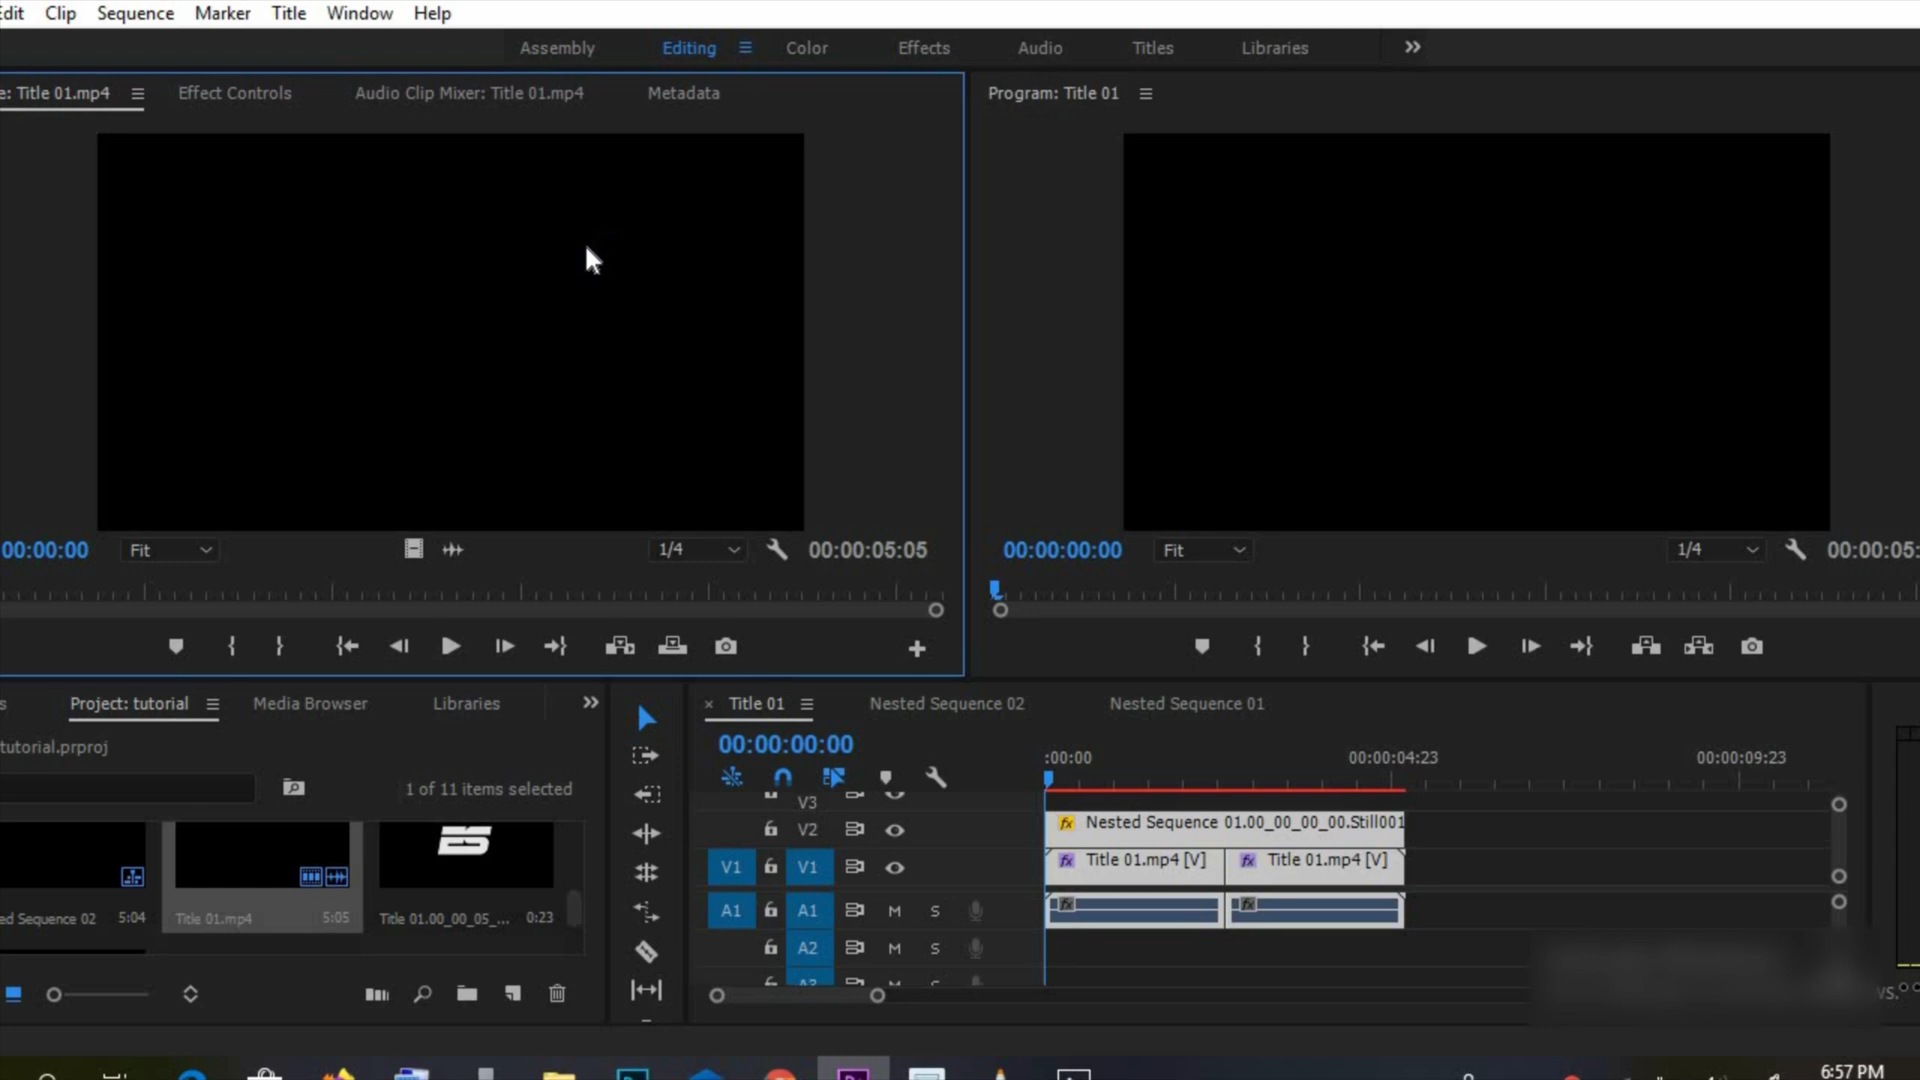 Clip Sequence Marker Title Window Help
Assembly Editing Color Effects Audio Titles Libraries
e: Title 01.mp4 Effect Controls Audio Clip Mixer: Title 01.mp4 Metadata
Program: Title 01
00:00:00 Fit 1/4 00:00:05:05
00:00:00:00 Fit 1/4 00:00:05:
Project: tutorial Media Browser Libraries
tutorial.prproj
1 of 11 items selected
ed Sequence 02 5:04 Title 01.mp4 5:05 Title 01.00_00_05_... 0:23
× Title 01 Nested Sequence 02 Nested Sequence 01
00:00:00:00
:00:00 00:00:04:23 00:00:09:23
V3
V2 fx Nested Sequence 01.00_00_00_00.Still001
V1 V1 fx Title 01.mp4 [V] fx Title 01.mp4 [V]
A1 A1 M S fx fx
A2 M S
6:57 PM